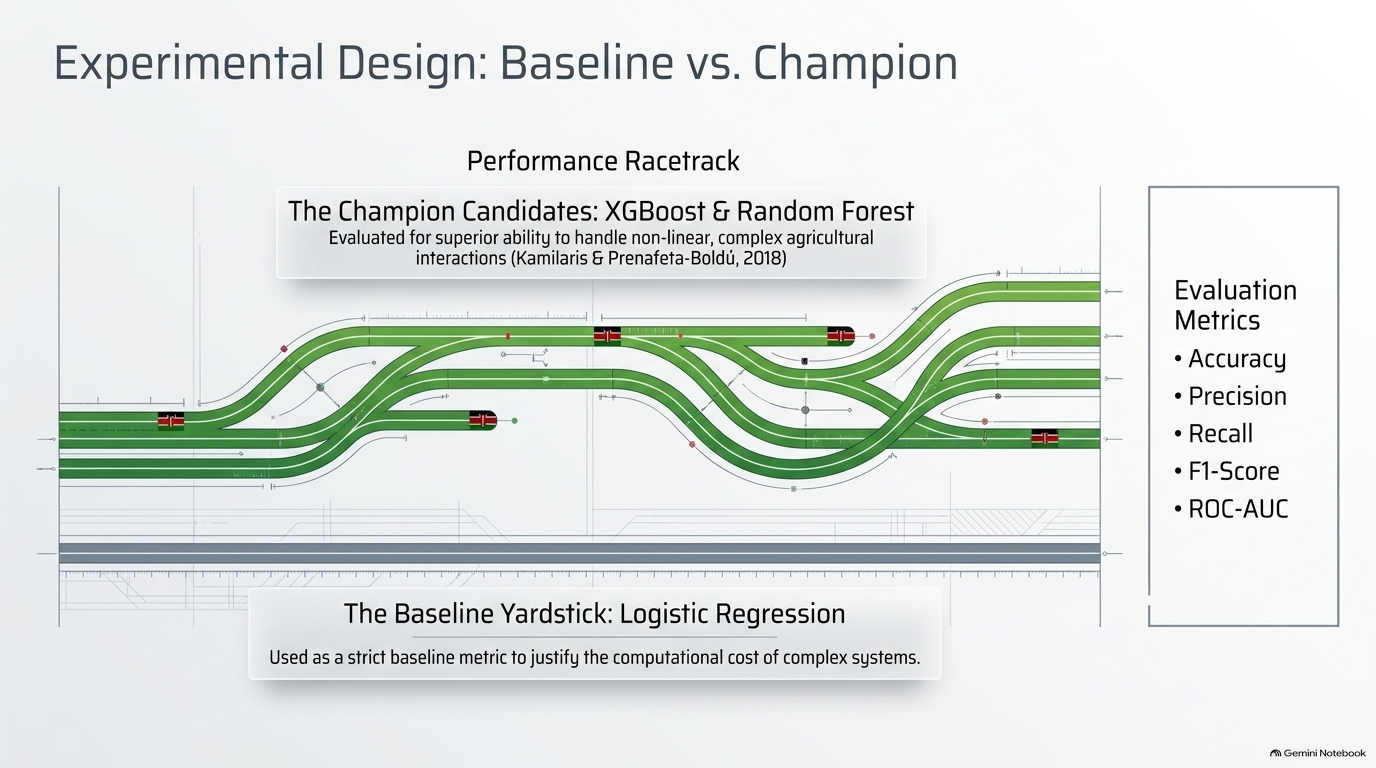 Experimental Design: Baseline vs. Champion
Performance Racetrack
The Champion Candidates: XGBoost & Random Forest
Evaluated for superior ability to handle non-linear, complex agricultural
interactions (Kamilaris & Prenafeta-Boldú, 2018)
Evaluation
Metrics
• Accuracy
• Precision
• Recall
• F1-Score
• ROC-AUC
The Baseline Yardstick: Logistic Regression
Used as a strict baseline metric to justify the computational cost of complex systems.
Gemini Notebook